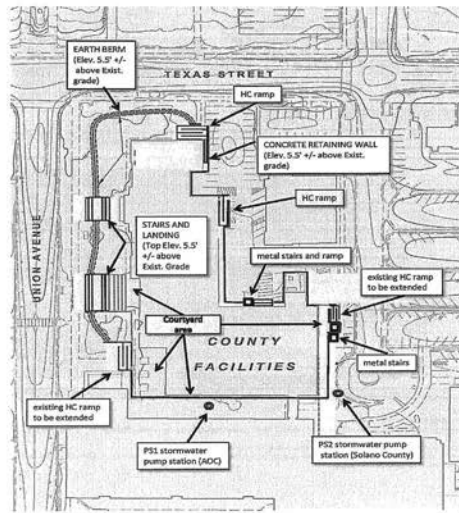 EARTH BERM
(Elev. 5.5' +/-
above Exist.
grade)
TEXAS STREET
HC ramp
CONCRETE RETAINING WALL
(Elev. 5.5' +/- above Exist.
grade)
HC ramp
UNION AVENUE
STAIRS AND
LANDING
(Top Elev. 5.5'
+/- above
Exist. Grade
metal stairs and ramp
existing HC ramp
to be extended
Courtyard
area
COUNTY
FACILITIES
metal stairs
existing HC ramp
to be extended
PS1 stormwater
pump station (AOC)
PS2 stormwater pump
station (Solano County)